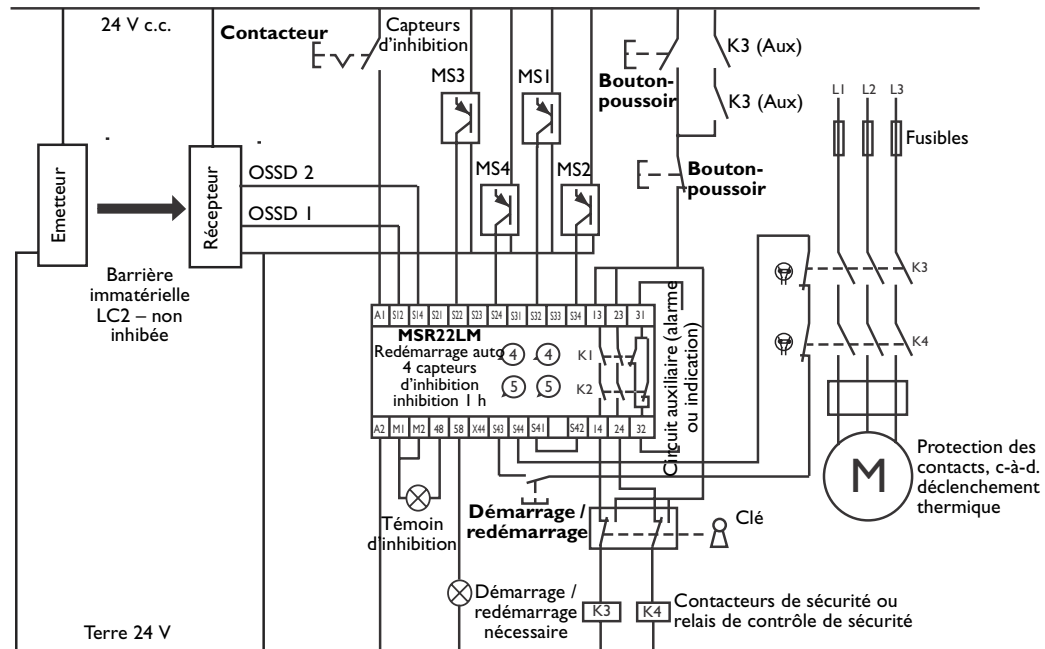 24 V c.c.
Contacteur
Capteurs
d'inhibition
MS3
MS1
MS4
MS2
Bouton-
poussoir
K3 (Aux)
K3 (Aux)
Bouton-
poussoir
L1 L2 L3
Fusibles
Emetteur
Récepteur
OSSD 2
OSSD 1
Barrière
immatérielle
LC2 – non
inhibée
A1 S12 S14 S21 S22 S23 S24 S31 S32 S33 S34 13 23 31
MSR22LM
Redémarrage auto
4 capteurs
d'inhibition
inhibition 1 h
4 4
5 5
K1
K2
A2 M1 M2 48 58 X44 S43 S44 S41 S42 14 24 32
Circuit auxiliaire (alarme
ou indication)
K3
K4
M
Protection des
contacts, c-à-d.
déclenchement
thermique
Témoin
d'inhibition
Démarrage /
redémarrage
Clé
Démarrage /
redémarrage
nécessaire
K3
K4
Contacteurs de sécurité ou
relais de contrôle de sécurité
Terre 24 V